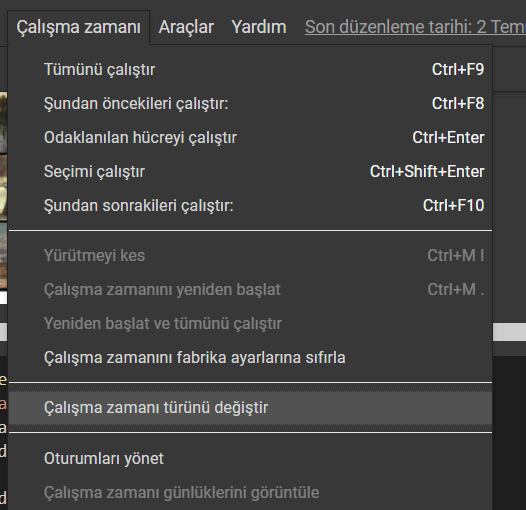 Çalışma zamanı Araçlar Yardım Son düzenleme tarihi: 2 Tem
Tümünü çalıştır Ctrl+F9
Şundan öncekileri çalıştır: Ctrl+F8
Odaklanılan hücreyi çalıştır Ctrl+Enter
Seçimi çalıştır Ctrl+Shift+Enter
Şundan sonrakileri çalıştır: Ctrl+F10
Yürütmeyi kes Ctrl+M I
Çalışma zamanını yeniden başlat Ctrl+M .
Yeniden başlat ve tümünü çalıştır
Çalışma zamanını fabrika ayarlarına sıfırla
e
a
Çalışma zamanı türünü değiştir
a
d
Oturumları yönet
Çalışma zamanı günlüklerini görüntüle
d